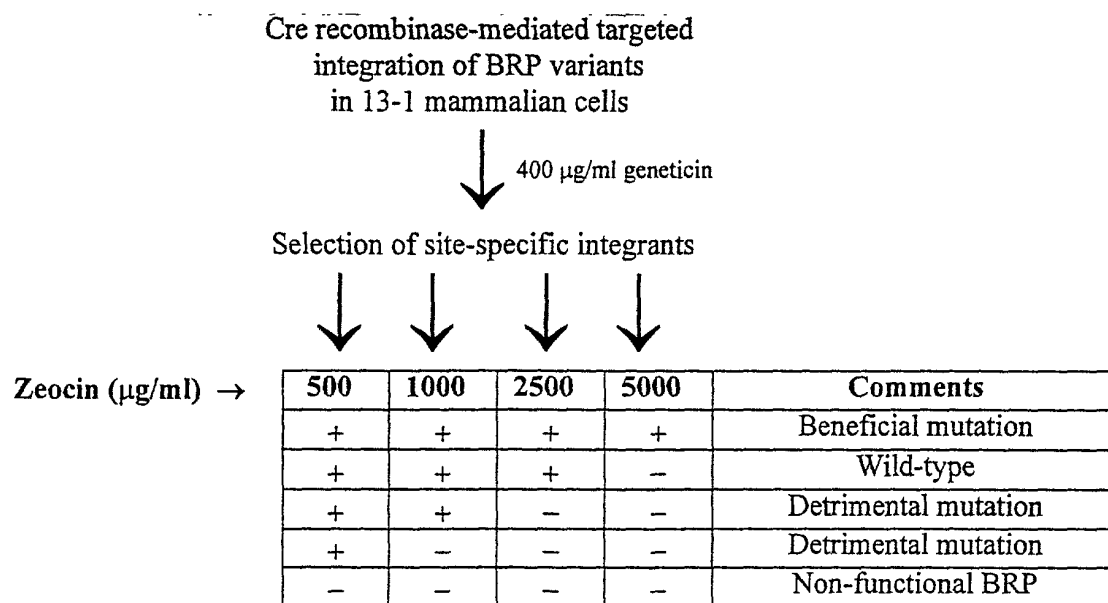 Cre recombinase-mediated targeted
integration of BRP variants
in 13-1 mammalian cells
400 μg/ml geneticin
Selection of site-specific integrants
Zeocin (μg/ml) → 500 1000 2500 5000 Comments
+ + + + Beneficial mutation
+ + + − Wild-type
+ + − − Detrimental mutation
+ − − − Detrimental mutation
− − − − Non-functional BRP